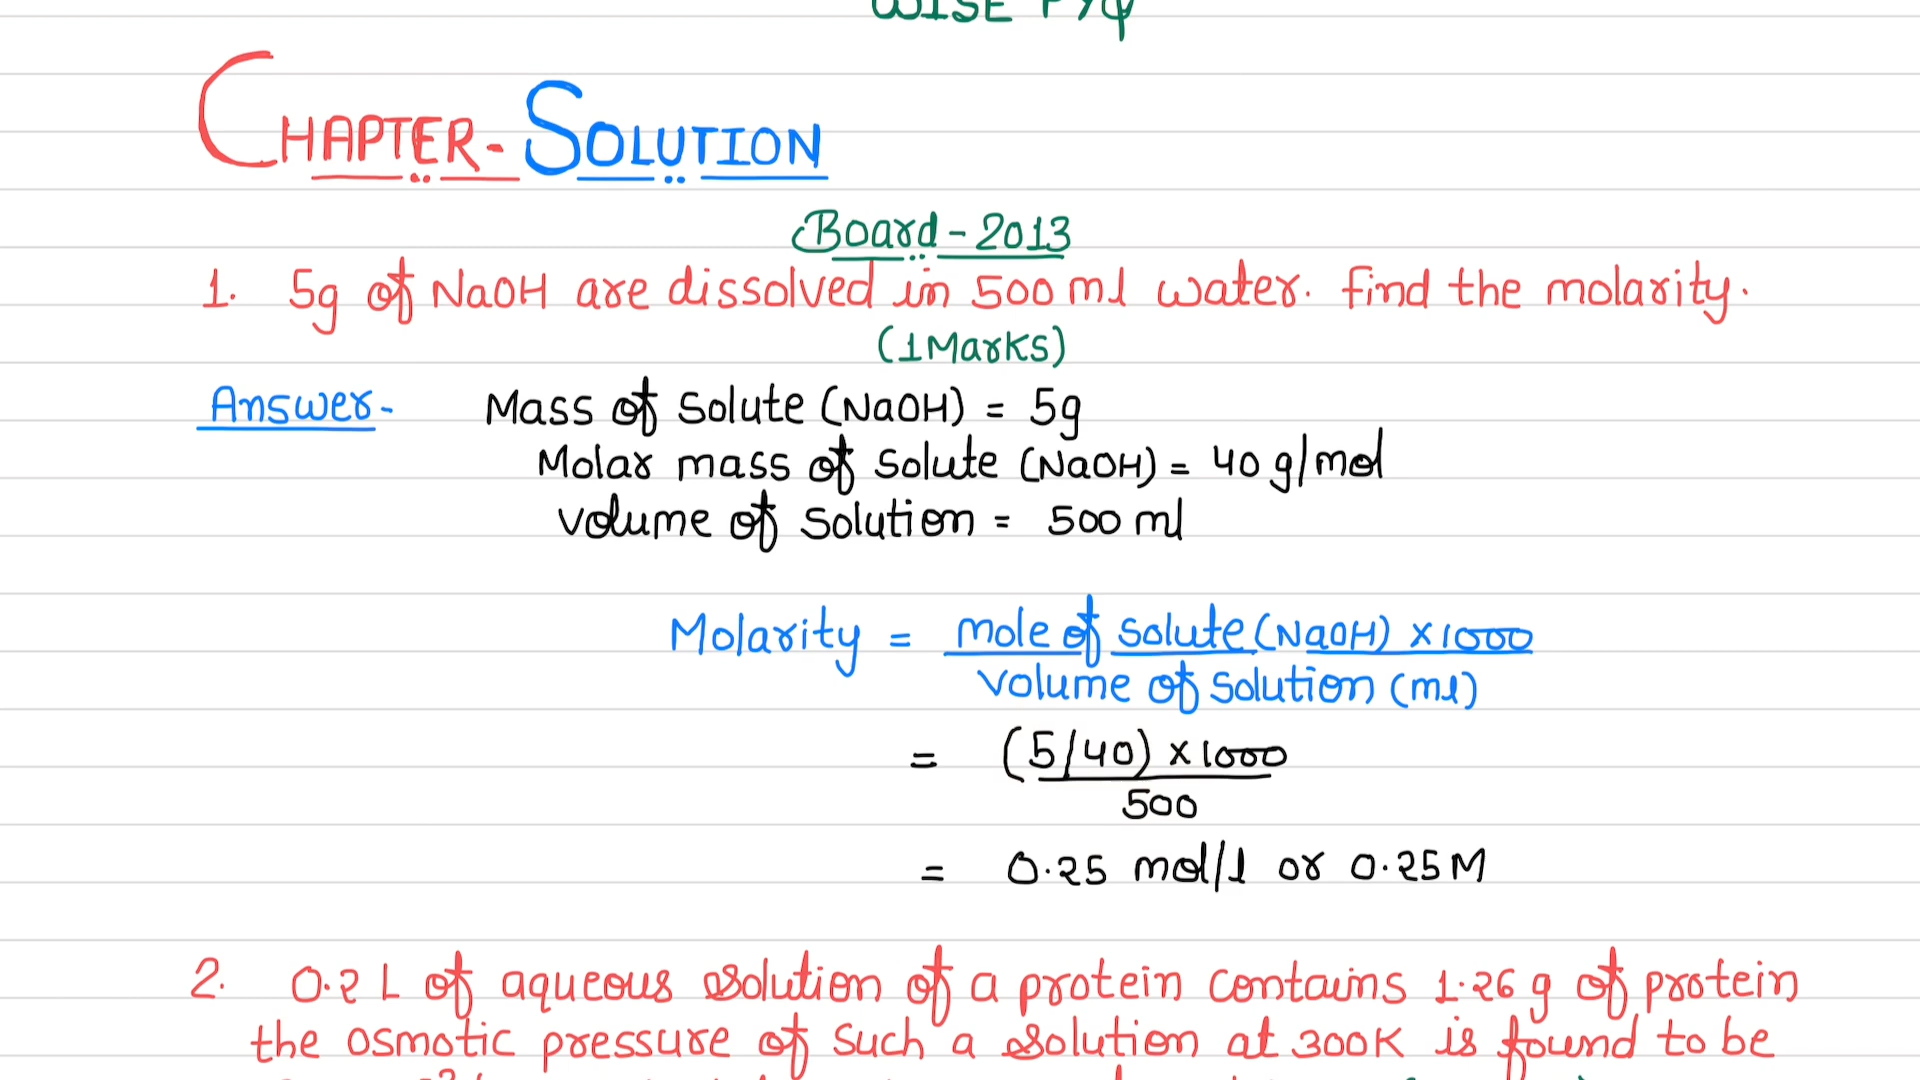 WISE PYQ
CHAPTER-SOLUTION
Board-2013
1. 5g of NaOH are dissolved in 500 ml water. Find the molarity.
(1Marks)
Answer- Mass of Solute (NaOH) = 5g
Molar mass of Solute (NaOH) = 40 g/mol
volume of Solution = 500 ml
Molarity = mole of Solute (NaOH) x 1000
volume of Solution (ml)
= (5/40) x 1000
500
= 0.25 mol/l or 0.25M
2. 0.2 L of aqueous solution of a protein contains 1.26 g of protein
the osmotic pressure of such a solution at 300K is found to be